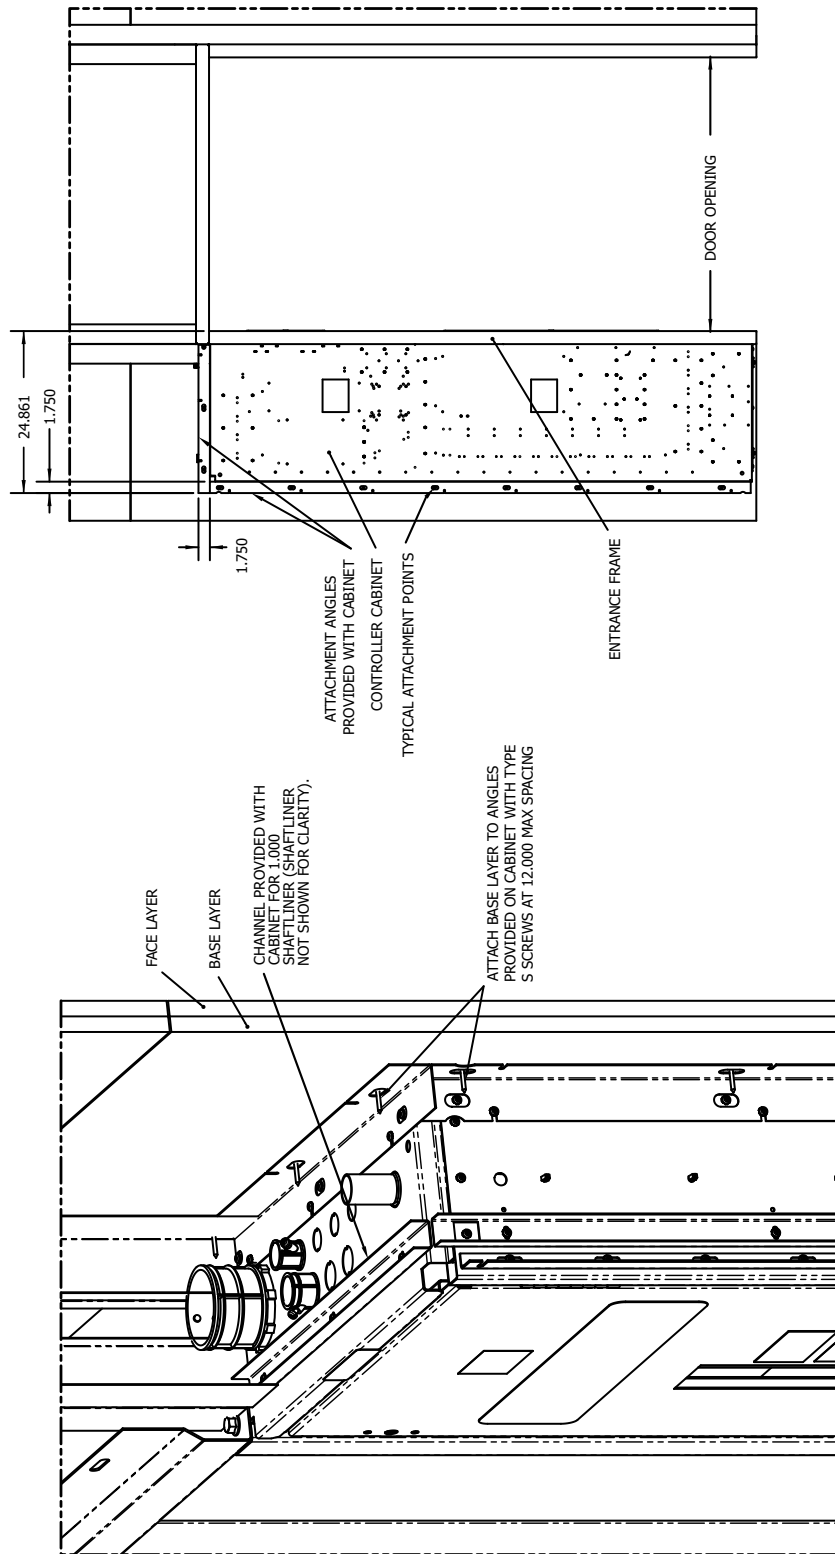 FACE LAYER
BASE LAYER
CHANNEL PROVIDED WITH
CABINET FOR 1.000
SHAFTLINER (SHAFTLINER
NOT SHOWN FOR CLARITY).
ATTACH BASE LAYER TO ANGLES
PROVIDED ON CABINET WITH TYPE
S SCREWS AT 12.000 MAX SPACING
24.861
1.750
1.750
ATTACHMENT ANGLES
PROVIDED WITH CABINET
CONTROLLER CABINET
TYPICAL ATTACHMENT POINTS
ENTRANCE FRAME
DOOR OPENING